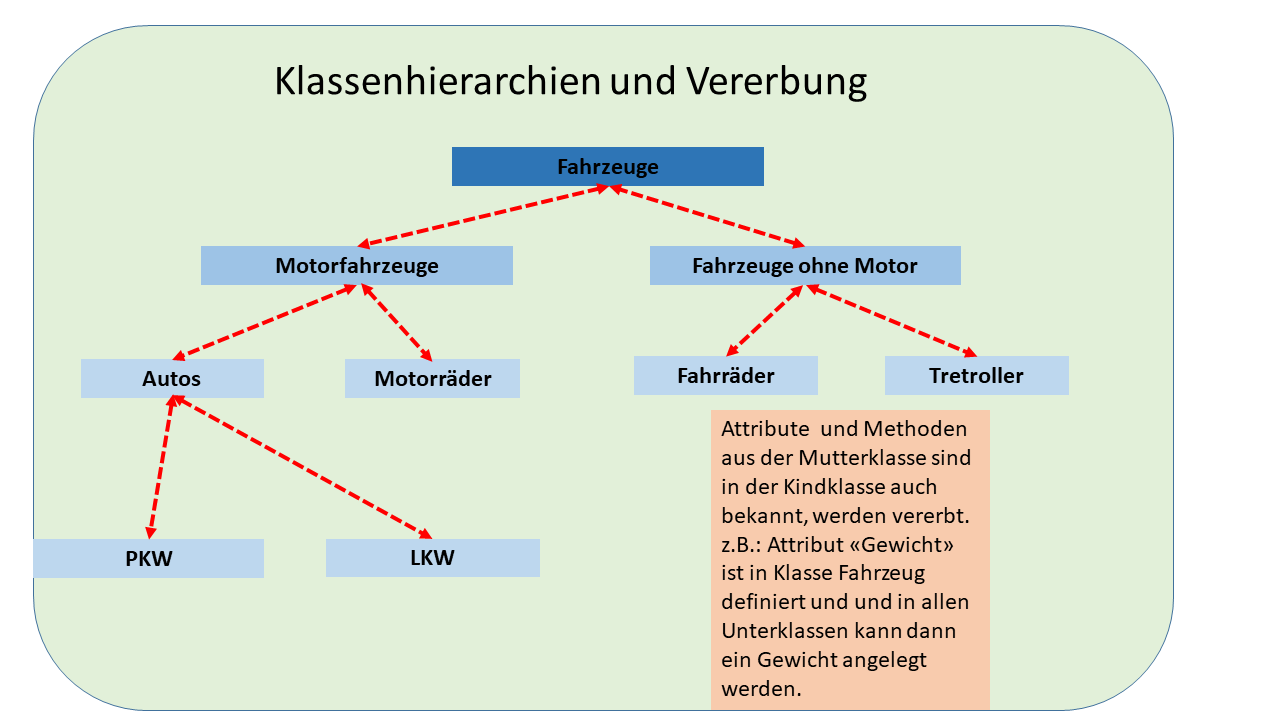 Klassenhierarchien und Vererbung
Fahrzeuge
Motorfahrzeuge
Fahrzeuge ohne Motor
Autos
Motorräder
Fahrräder
Tretroller
PKW
LKW
Attribute und Methoden
aus der Mutterklasse sind
in der Kindklasse auch
bekannt, werden vererbt.
z.B.: Attribut «Gewicht»
ist in Klasse Fahrzeug
definiert und und in allen
Unterklassen kann dann
ein Gewicht angelegt
werden.